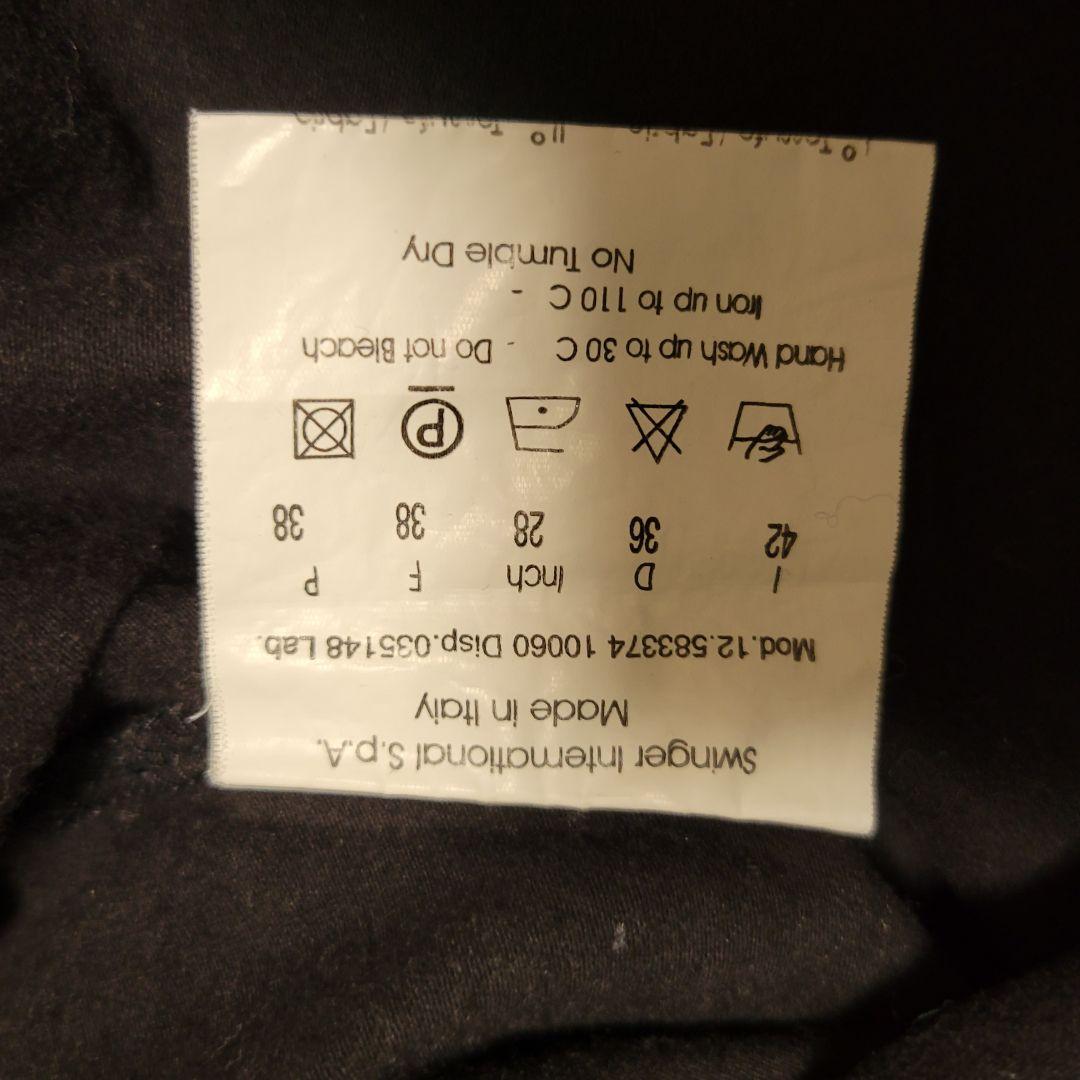 Swinger International S.p.A.
Made in Italy
Mod.12.583374 10060 Disp.035148 Lab.
I D Inch F P
42 36 28 38 38
P
Hand Wash up to 30 C - Do not Bleach
Iron up to 110 C -
No Tumble Dry